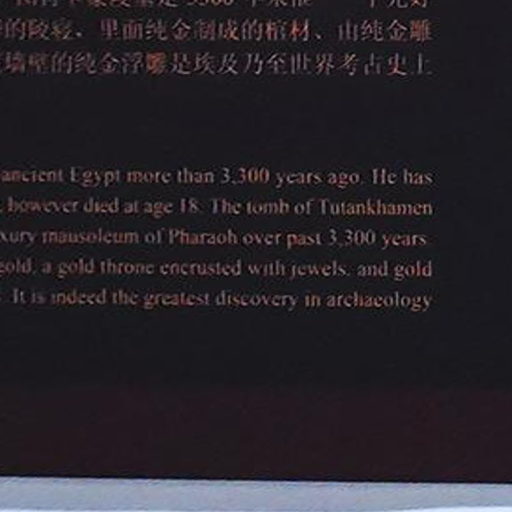 的陵寝，里面纯金制成的棺材、由纯金雕
墙壁的纯金浮雕是埃及乃至世界考古史上
ancient Egypt more than 3,300 years ago. He has
, however died at age 18. The tomb of Tutankhamen
xury mausoleum of Pharaoh over past 3,300 years
gold, a gold throne encrusted with jewels, and gold
. It is indeed the greatest discovery in archaeology